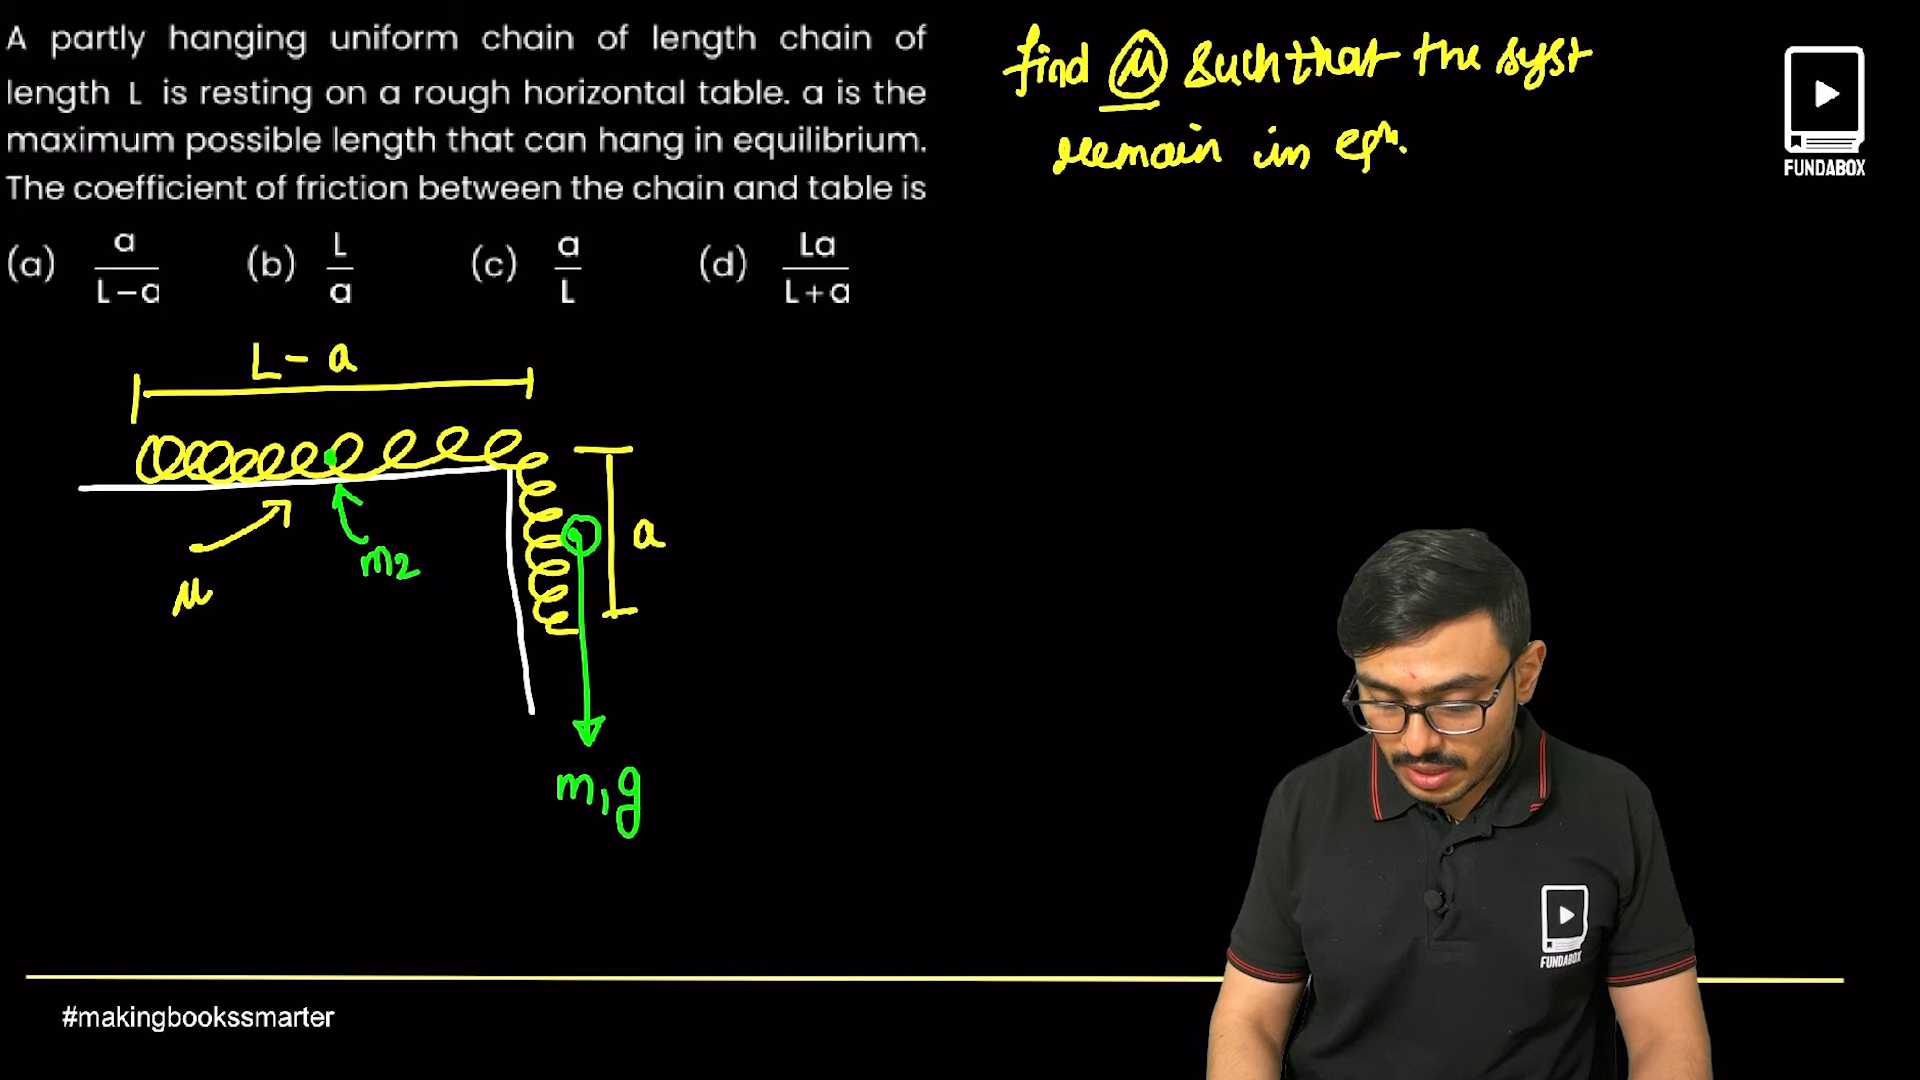 A partly hanging uniform chain of length chain of
length L is resting on a rough horizontal table. a is the
maximum possible length that can hang in equilibrium.
The coefficient of friction between the chain and table is
(a) a/L-a (b) L/a (c) a/L (d) La/L+a
find μ such that the syst
remain in eqm.
FUNDABOX
L - a
a
μ
m2
m1g
FUNDABOX
#makingbookssmarter